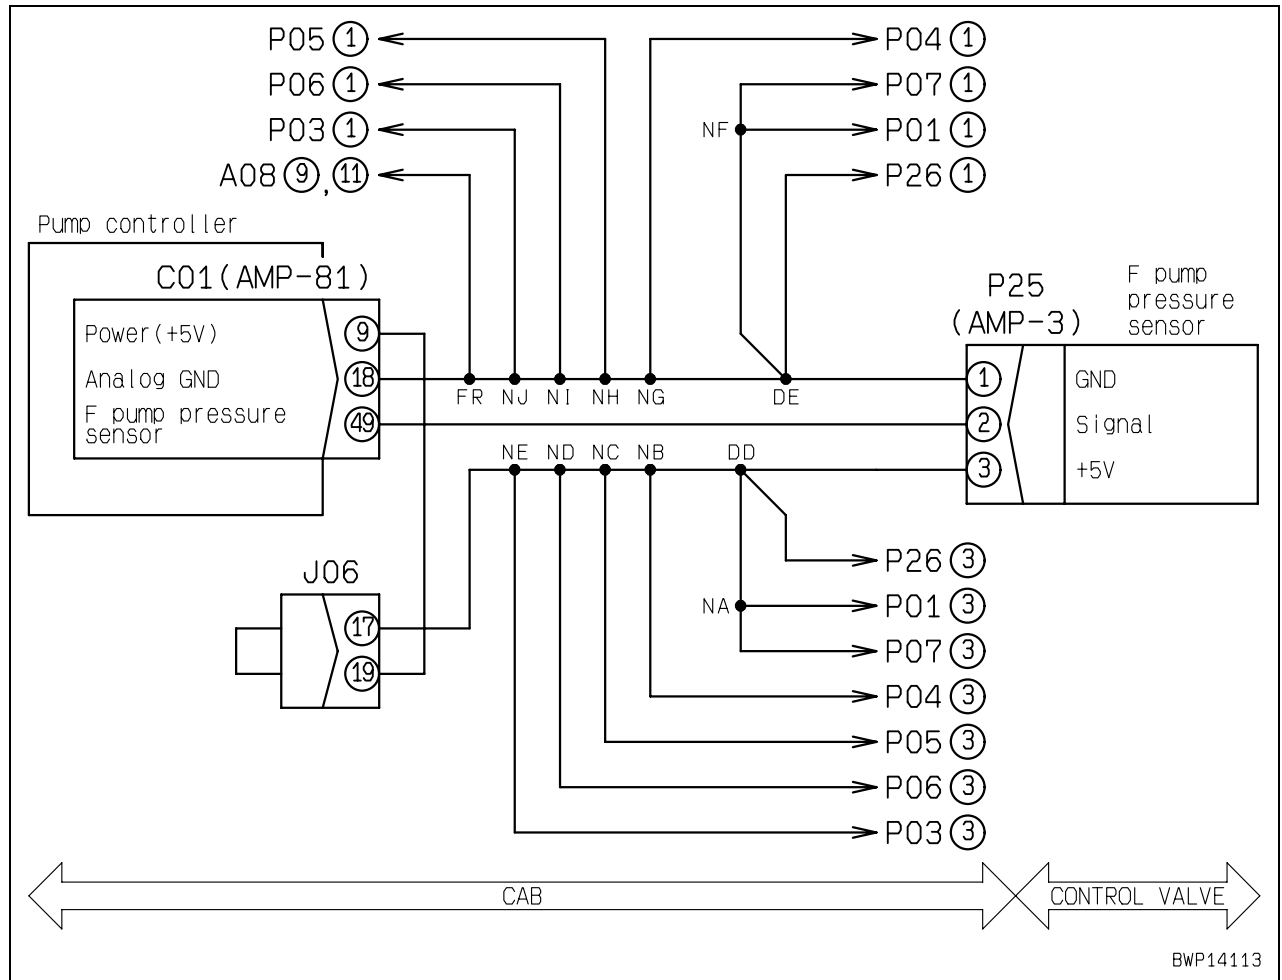 P05 1
P04 1
P06 1
P07 1
P03 1
NF
P01 1
A08 9, 11
P26 1
Pump controller
C01(AMP-81)
P25
(AMP-3)
F pump
pressure
sensor
Power(+5V)
9
Analog GND
18
F pump pressure
sensor
49
FR NJ NI NH NG DE
1 GND
2 Signal
3 +5V
NE ND NC NB DD
J06
17
19
P26 3
NA
P01 3
P07 3
P04 3
P05 3
P06 3
P03 3
CAB
CONTROL VALVE
BWP14113